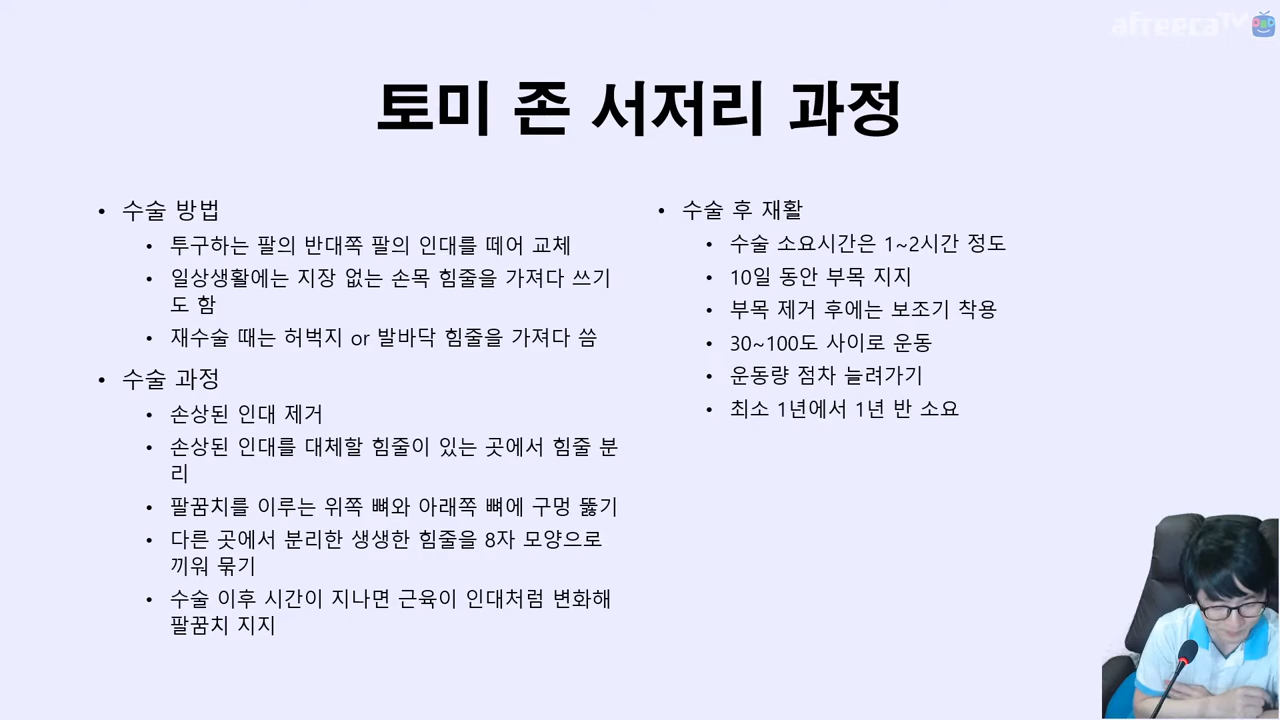 afreecaTV
토미 존 서저리 과정
• 수술 방법
• 투구하는 팔의 반대쪽 팔의 인대를 떼어 교체
• 일상생활에는 지장 없는 손목 힘줄을 가져다 쓰기
도 함
• 재수술 때는 허벅지 or 발바닥 힘줄을 가져다 씀
• 수술 과정
• 손상된 인대 제거
• 손상된 인대를 대체할 힘줄이 있는 곳에서 힘줄 분
리
• 팔꿈치를 이루는 위쪽 뼈와 아래쪽 뼈에 구멍 뚫기
• 다른 곳에서 분리한 생생한 힘줄을 8자 모양으로
끼워 묶기
• 수술 이후 시간이 지나면 근육이 인대처럼 변화해
팔꿈치 지지
• 수술 후 재활
• 수술 소요시간은 1~2시간 정도
• 10일 동안 부목 지지
• 부목 제거 후에는 보조기 착용
• 30~100도 사이로 운동
• 운동량 점차 늘려가기
• 최소 1년에서 1년 반 소요